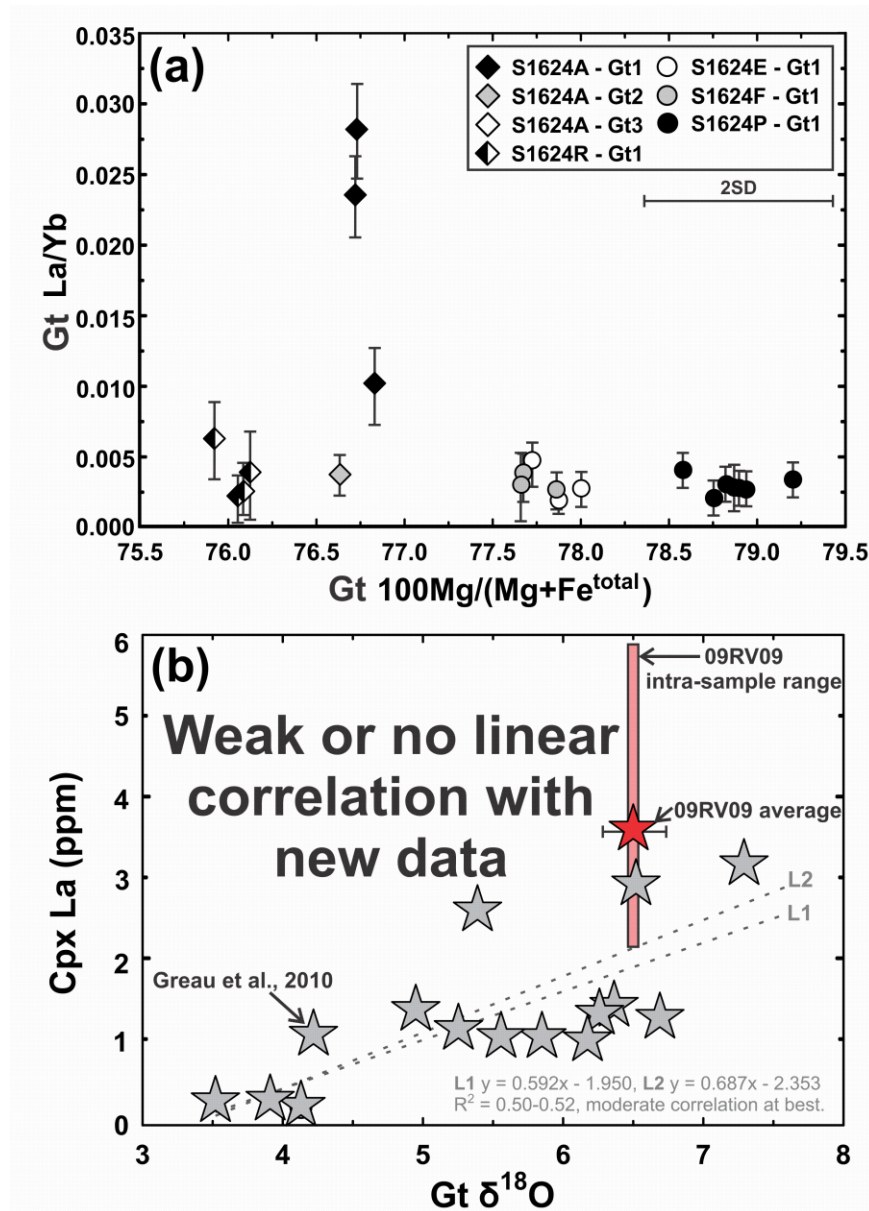 (a)
0.035
0.030
0.025
0.020
0.015
0.010
0.005
0.000
Gt La/Yb
S1624A - Gt1
S1624A - Gt2
S1624A - Gt3
S1624R - Gt1
S1624E - Gt1
S1624F - Gt1
S1624P - Gt1
2SD
75.5 76.0 76.5 77.0 77.5 78.0 78.5 79.0 79.5
Gt 100Mg/(Mg+Fe^total)
(b)
6
5
4
3
2
1
0
Cpx La (ppm)
Weak or no linear
correlation with
new data
09RV09
intra-sample range
09RV09 average
L2
L1
Greau et al., 2010
L1 y = 0.592x - 1.950, L2 y = 0.687x - 2.353
R² = 0.50-0.52, moderate correlation at best.
3 4 5 6 7 8
Gt δ¹⁸O